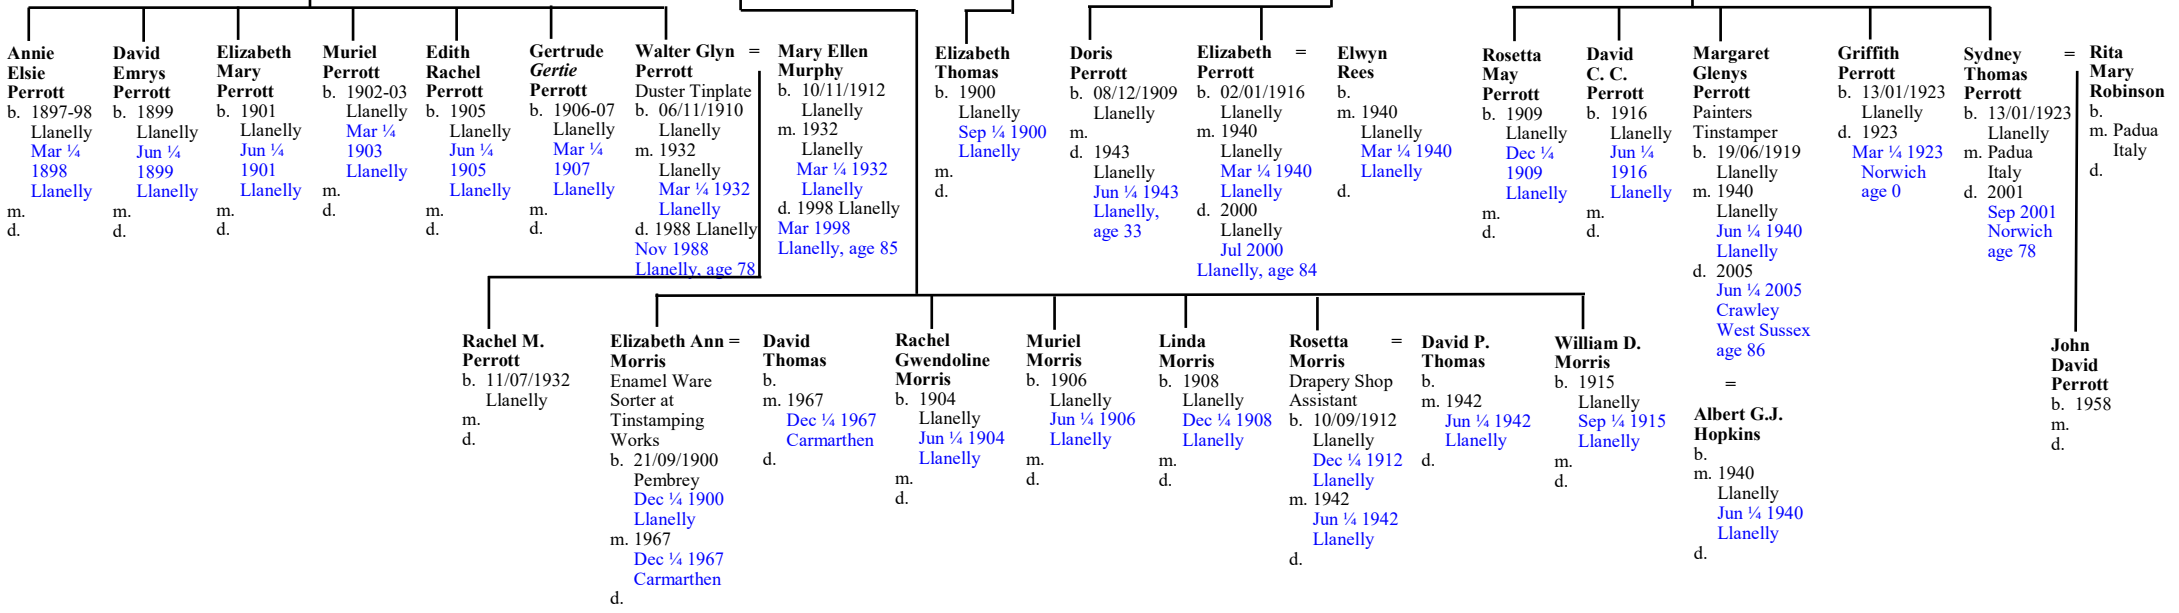 Annie
Elsie
Perrott
b. 1897-98
Llanelly
Mar ¼
1898
Llanelly
m.
d.
David
Emrys
Perrott
b. 1899
Llanelly
Jun ¼
1899
Llanelly
m.
d.
Elizabeth
Mary
Perrott
b. 1901
Llanelly
Jun ¼
1901
Llanelly
m.
d.
Muriel
Perrott
b. 1902-03
Llanelly
Mar ¼
1903
Llanelly
m.
d.
Edith
Rachel
Perrott
b. 1905
Llanelly
Jun ¼
1905
Llanelly
m.
d.
Gertrude
Gertie
Perrott
b. 1906-07
Llanelly
Mar ¼
1907
Llanelly
m.
d.
Walter Glyn =
Perrott
Duster Tinplate
b. 06/11/1910
Llanelly
m. 1932
Llanelly
Mar ¼ 1932
Llanelly
d. 1988 Llanelly
Nov 1988
Llanelly, age 78
Mary Ellen
Murphy
b. 10/11/1912
Llanelly
m. 1932
Llanelly
Mar ¼ 1932
Llanelly
d. 1998 Llanelly
Mar 1998
Llanelly, age 85
Elizabeth
Thomas
b. 1900
Llanelly
Sep ¼ 1900
Llanelly
m.
d.
Doris
Perrott
b. 08/12/1909
Llanelly
m.
d. 1943
Jun ¼ 1943
Llanelly,
age 33
Elizabeth =
Perrott
b. 02/01/1916
Llanelly
m. 1940
Llanelly
Mar ¼ 1940
Llanelly
d. 2000
Llanelly
Jul 2000
Llanelly, age 84
Elwyn
Rees
b.
m. 1940
Llanelly
Mar ¼ 1940
Llanelly
d.
Rosetta
May
Perrott
b. 1909
Llanelly
Dec ¼
1909
Llanelly
m.
d.
David
C. C.
Perrott
b. 1916
Llanelly
Jun ¼
1916
Llanelly
m.
d.
Margaret
Glenys
Perrott
Painters
Tinstamper
b. 19/06/1919
Llanelly
m. 1940
Llanelly
Jun ¼ 1940
Llanelly
d. 2005
Jun ¼ 2005
Crawley
West Sussex
age 86
=
Albert G.J.
Hopkins
b.
m. 1940
Llanelly
Jun ¼ 1940
Llanelly
d.
Griffith
Perrott
b. 13/01/1923
Llanelly
d. 1923
Mar ¼ 1923
Norwich
age 0
Sydney =
Thomas
Perrott
b. 13/01/1923
Llanelly
m. Padua
Italy
d. 2001
Sep 2001
Norwich
age 78
Rita
Mary
Robinson
b.
m. Padua
Italy
d.
Rachel M.
Perrott
b. 11/07/1932
Llanelly
m.
d.
Elizabeth Ann =
Morris
Enamel Ware
Sorter at
Tinstamping
Works
b. 21/09/1900
Pembrey
Dec ¼ 1900
Llanelly
m. 1967
Dec ¼ 1967
Carmarthen
d.
David
Thomas
b.
m. 1967
Dec ¼ 1967
Carmarthen
d.
Rachel
Gwendoline
Morris
b. 1904
Llanelly
Jun ¼ 1904
Llanelly
m.
d.
Muriel
Morris
b. 1906
Llanelly
Jun ¼ 1906
Llanelly
m.
d.
Linda
Morris
b. 1908
Llanelly
Dec ¼ 1908
Llanelly
m.
d.
Rosetta =
Morris
Drapery Shop
Assistant
b. 10/09/1912
Llanelly
Dec ¼ 1912
Llanelly
m. 1942
Jun ¼ 1942
Llanelly
d.
David P.
Thomas
b.
m. 1942
Jun ¼ 1942
Llanelly
d.
William D.
Morris
b. 1915
Llanelly
Sep ¼ 1915
Llanelly
m.
d.
John
David
Perrott
b. 1958
m.
d.